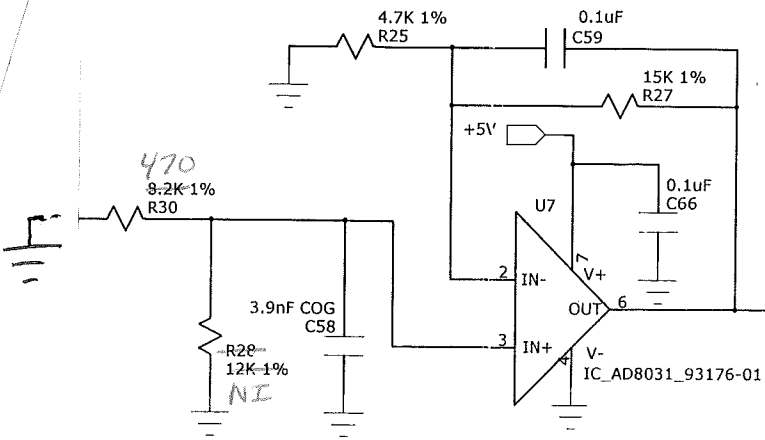 4.7K 1%
R25
0.1uF
C59
15K 1%
R27
+5V
470
8.2K 1%
R30
0.1uF
C66
U7
7
V+
2
IN-
OUT
6
3.9nF COG
C58
3
IN+
R28
12K 1%
NI
4
V-
IC_AD8031_93176-01